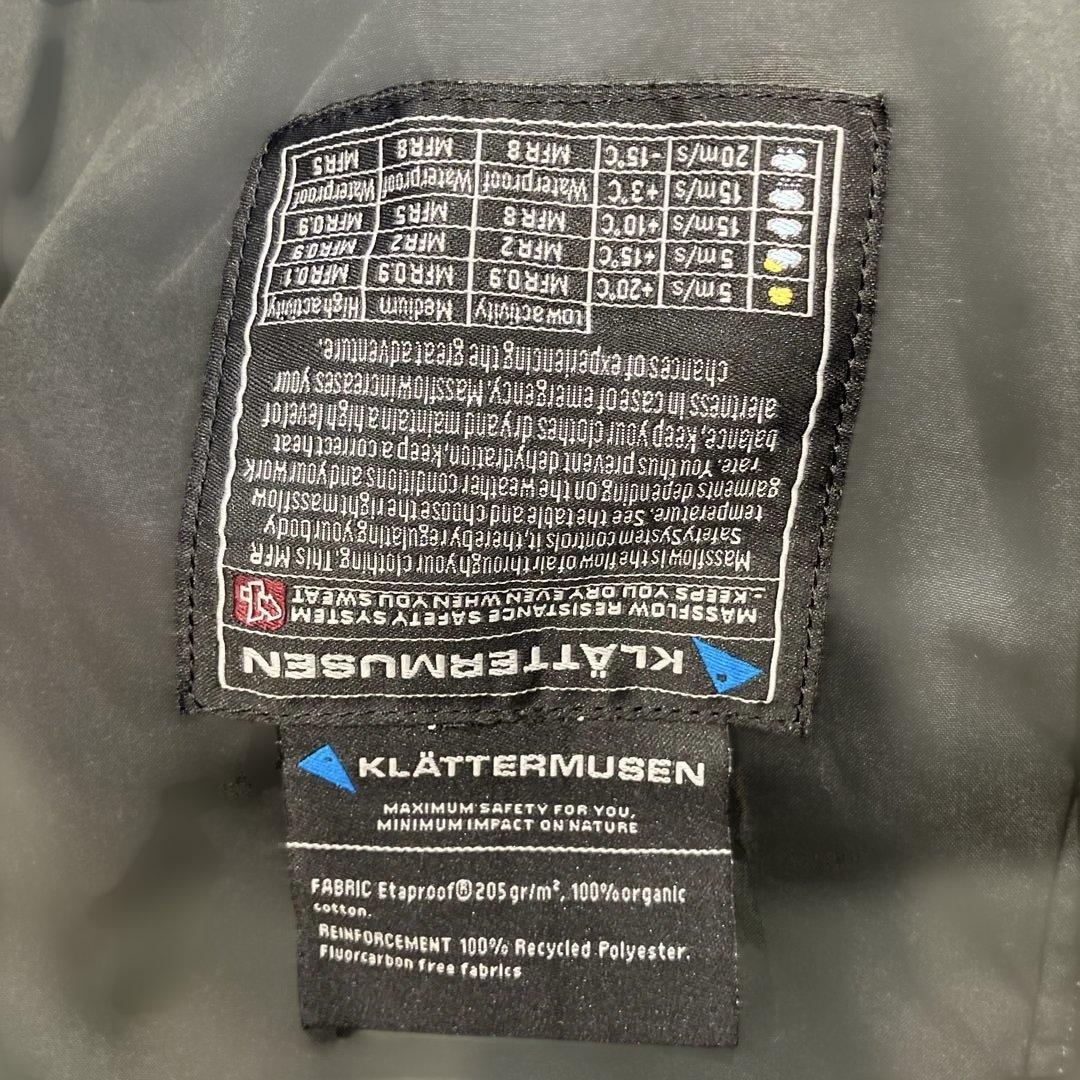 KLÄTTERMUSEN
MASSFLOW RESISTANCE SAFETY SYSTEM
- KEEPS YOU DRY EVEN WHEN YOU SWEAT
Massflow is the flow of air through your clothing. This MFR
Safety System controls it, thereby regulating your body
temperature. See the table and choose the right massflow
garments depending on the weather conditions and your work
rate. You thus prevent dehydration, keep a correct heat
balance, keep your clothes dry and maintain a high level of
alertness in case of emergency. Massflow increases your
chances of experiencing the great adventure.
Low activity Medium High activity
5m/s +20°C MFR 0.9 MFR 0.9 MFR 0.1
5m/s +15°C MFR 2 MFR 2 MFR 0.9
15m/s +10°C MFR 8 MFR 5 MFR 0.9
15m/s +3°C Waterproof Waterproof Waterproof
20m/s -15°C MFR 8 MFR 8 MFR 5
KLÄTTERMUSEN
MAXIMUM SAFETY FOR YOU,
MINIMUM IMPACT ON NATURE
FABRIC Etaproof® 205 gr/m², 100% organic
cotton.
REINFORCEMENT 100% Recycled Polyester.
Fluorcarbon free fabrics